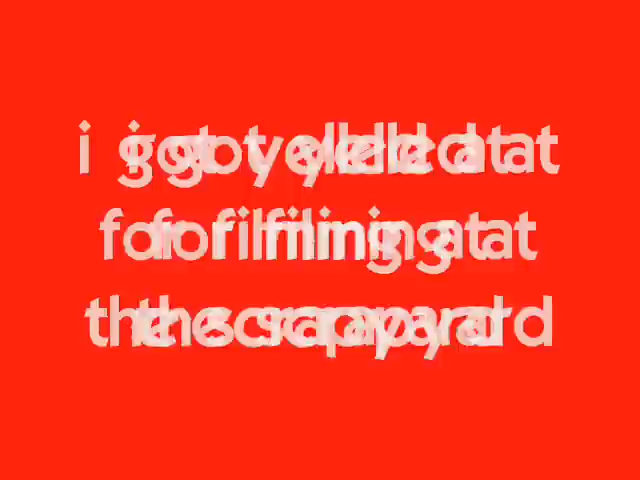 i got yelled at
for filming at
the scrapyard